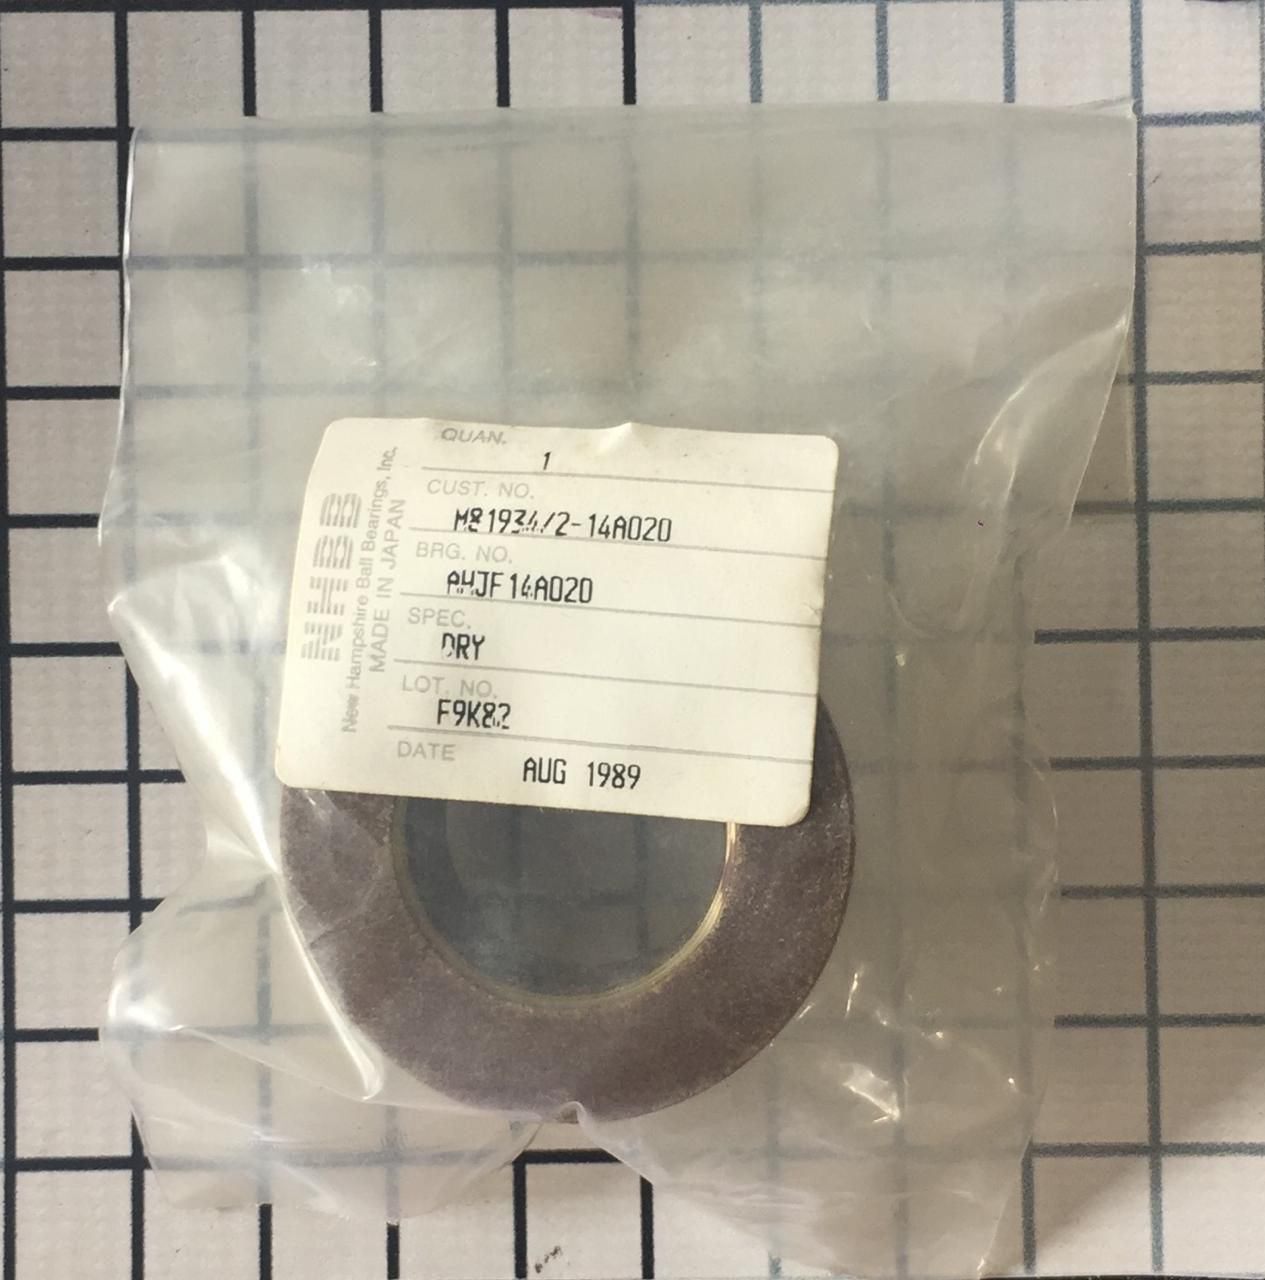 NHBB
New Hampshire Ball Bearings, Inc.
MADE IN JAPAN
QUAN.
1
CUST. NO.
M81934/2-14A020
BRG. NO.
AHJF14A020
SPEC.
DRY
LOT. NO.
F9K82
DATE
AUG 1989